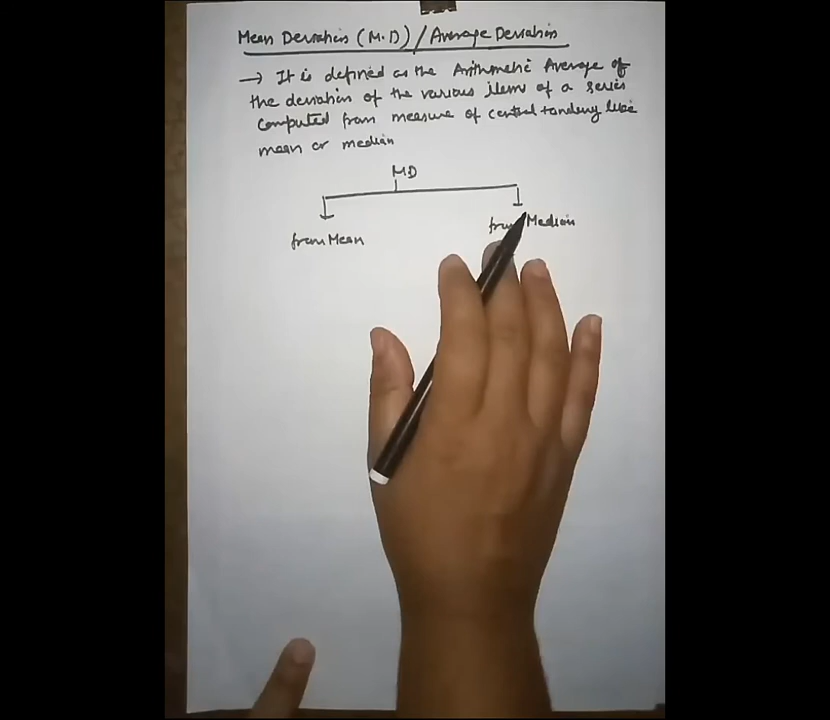 Mean Deviation (M.D) / Average Deviation
→ It is defined as the Arithmetic Average of
the deviation of the various items of a series
computed from measure of central tendency like
mean or median
MD
from Mean
from Median